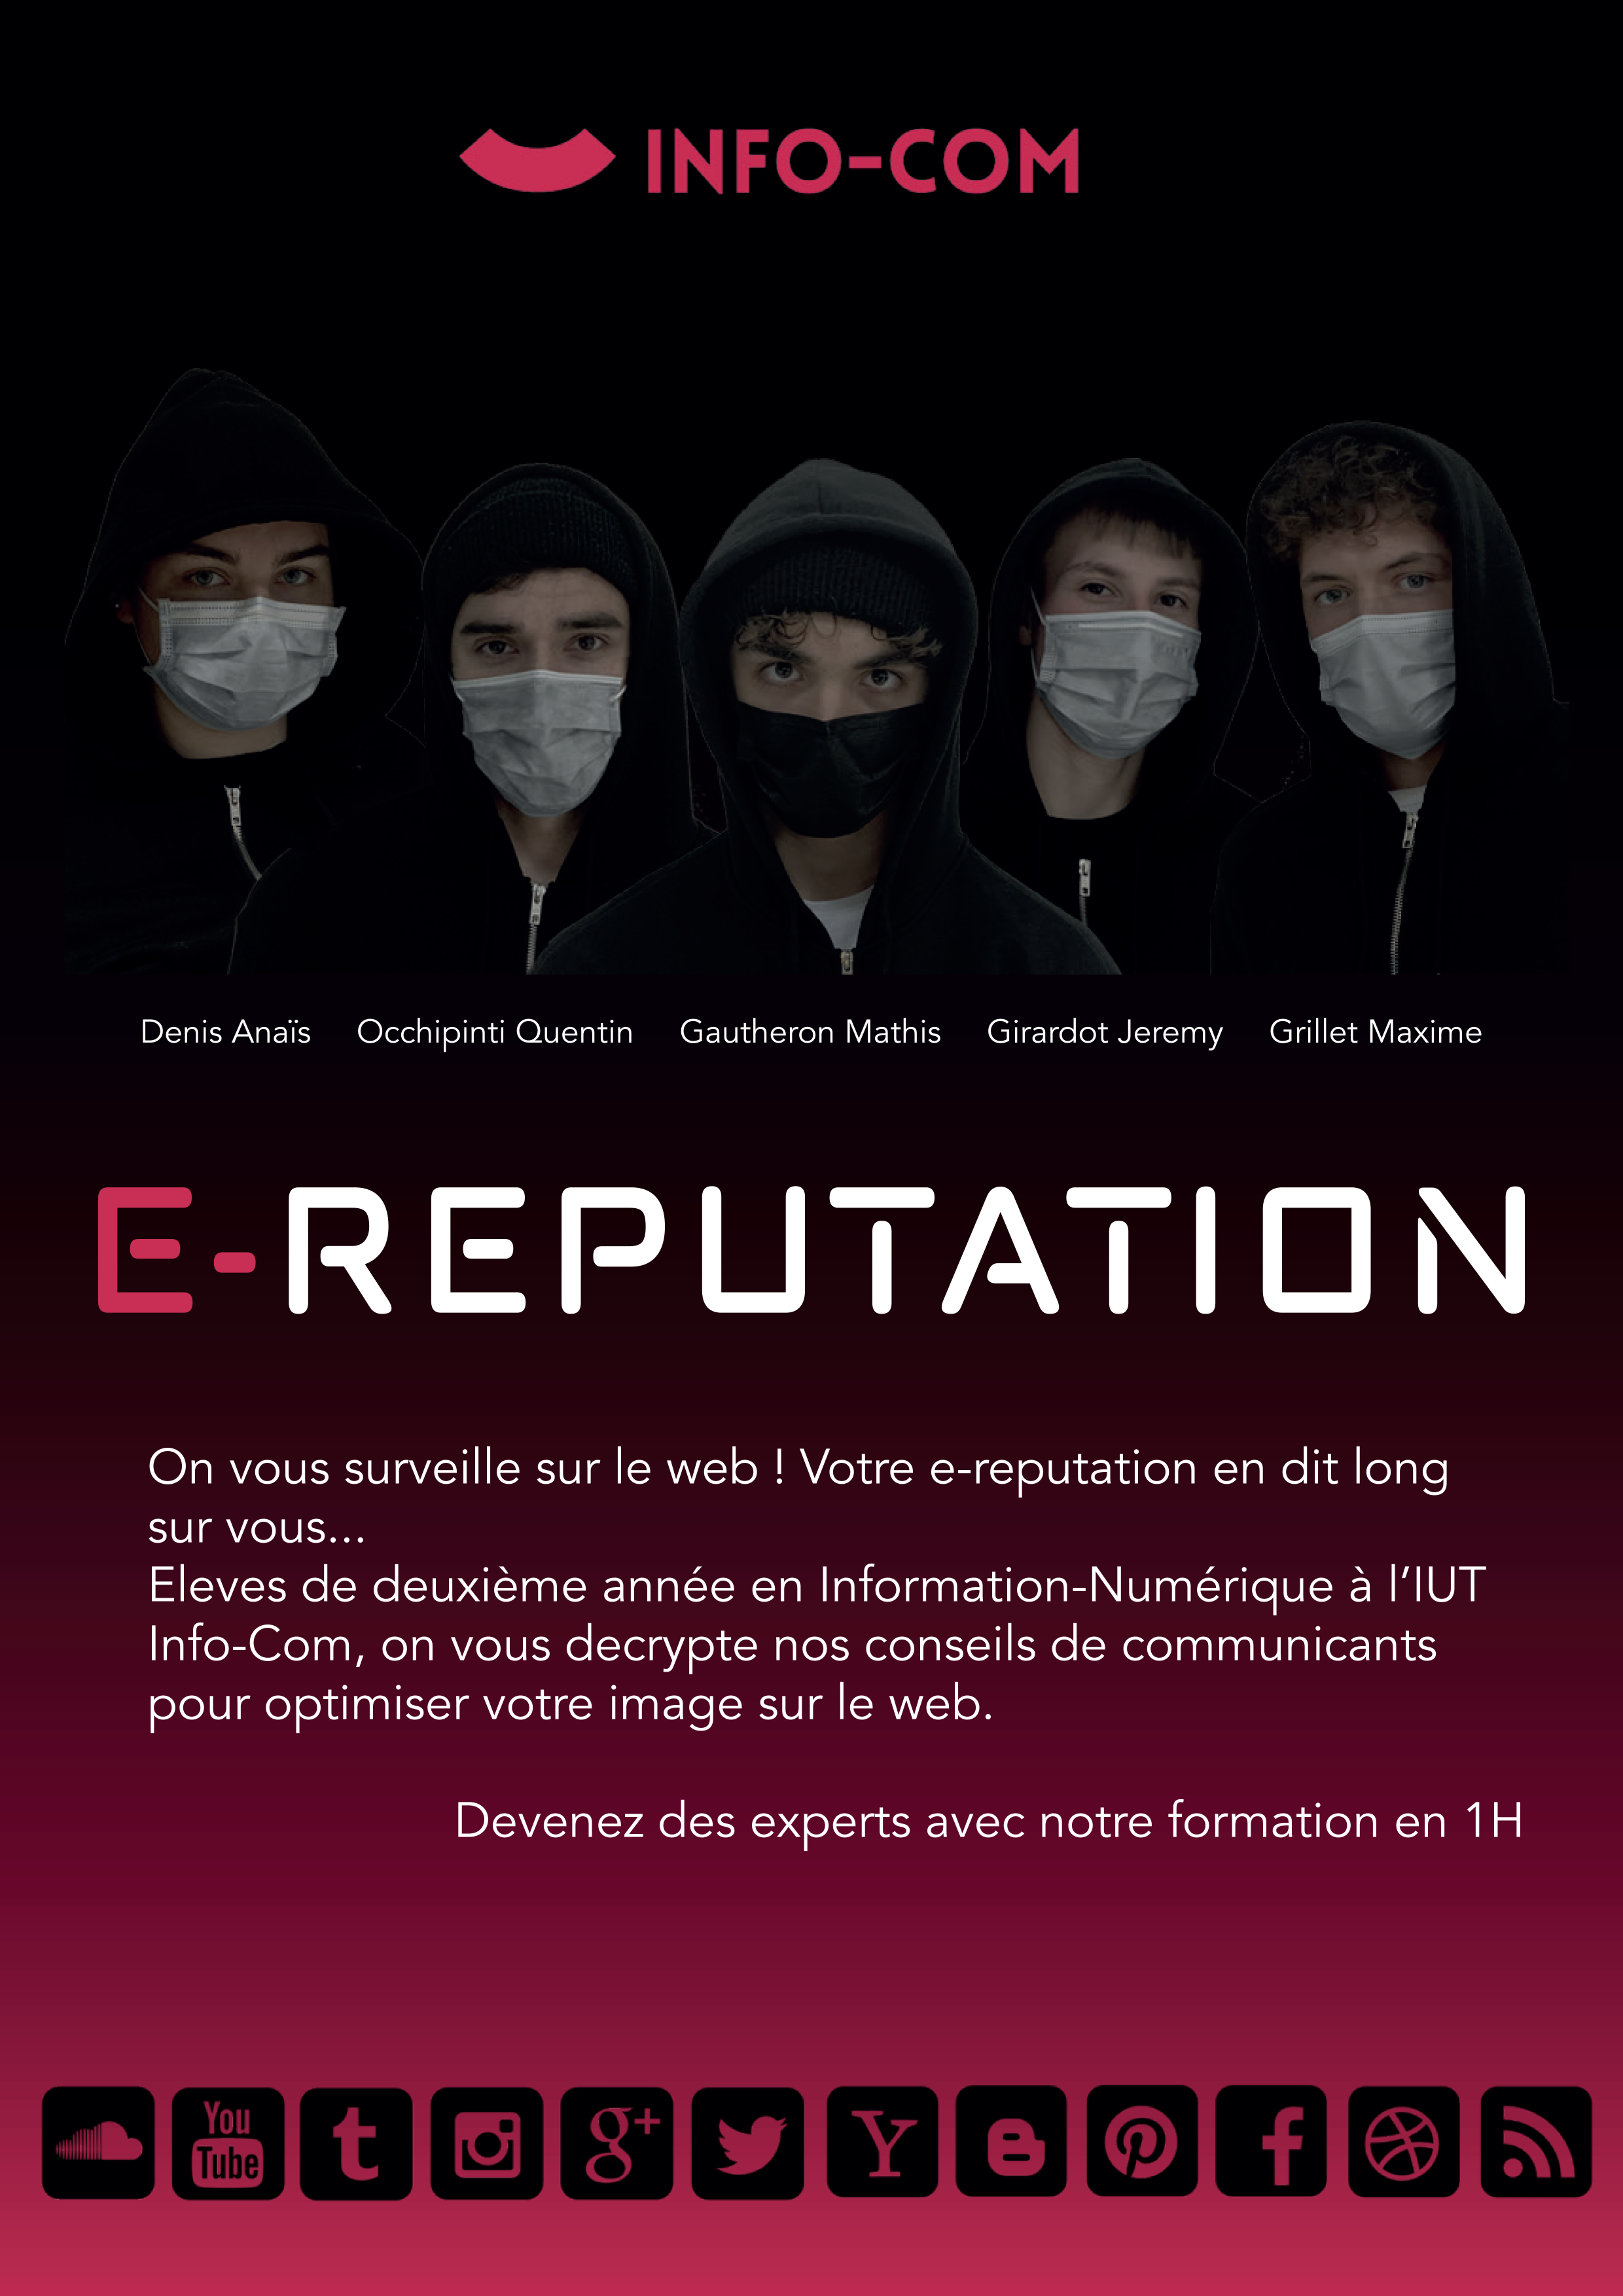 INFO-COM
Denis Anaïs Occhipinti Quentin Gautheron Mathis Girardot Jeremy Grillet Maxime
E-REPUTATION
On vous surveille sur le web ! Votre e-reputation en dit long
sur vous...
Eleves de deuxième année en Information-Numérique à l’IUT
Info-Com, on vous decrypte nos conseils de communicants
pour optimiser votre image sur le web.
Devenez des experts avec notre formation en 1H
You
Tube
t
g+
Y
B
f